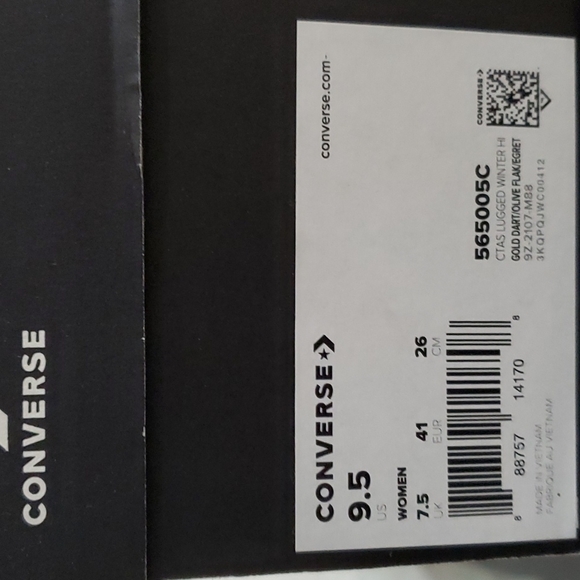 CONVERSE
CONVERSE
converse.com
9.5
US
WOMEN
7.5 41 26
UK EUR CM
8 88757 14170 8
MADE IN VIETNAM
FABRIQUÉ AU VIETNAM
CONVERSE
565005C
CTAS LUGGED WINTER HI
GOLD DART/OLIVE FLAK/EGRET
9Z-2107-M88
3KQPQJWC00412